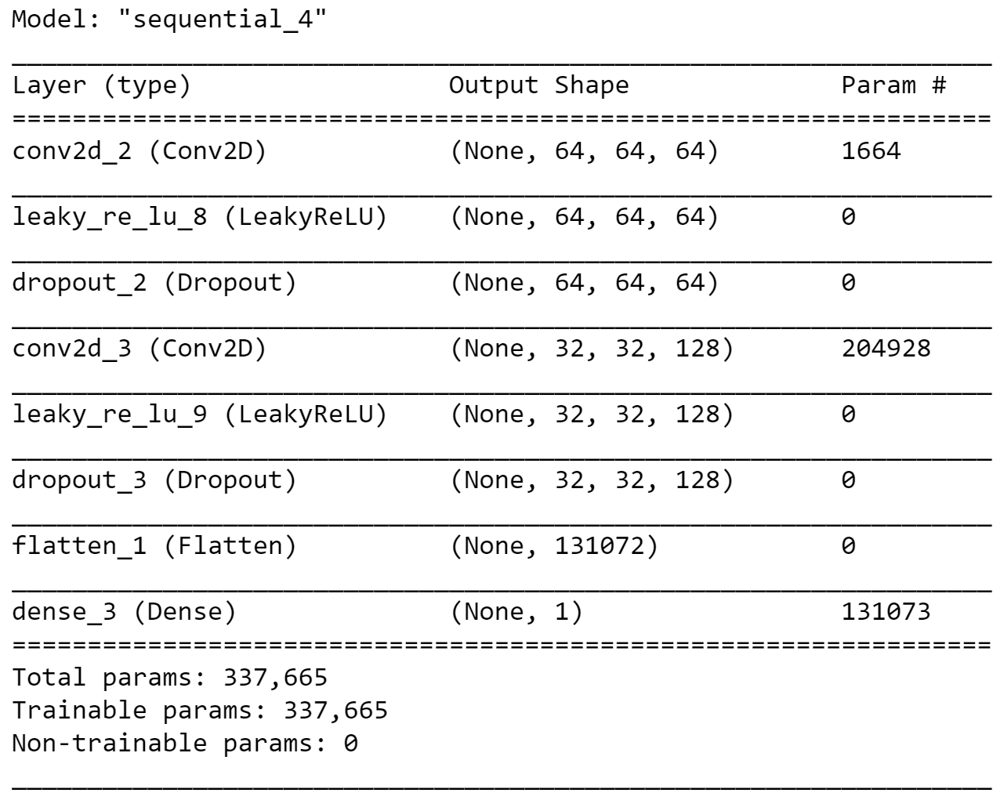 Model: "sequential_4"
_________________________________________________________________
Layer (type)                 Output Shape              Param #
=================================================================
conv2d_2 (Conv2D)            (None, 64, 64, 64)        1664
_________________________________________________________________
leaky_re_lu_8 (LeakyReLU)    (None, 64, 64, 64)        0
_________________________________________________________________
dropout_2 (Dropout)          (None, 64, 64, 64)        0
_________________________________________________________________
conv2d_3 (Conv2D)            (None, 32, 32, 128)       204928
_________________________________________________________________
leaky_re_lu_9 (LeakyReLU)    (None, 32, 32, 128)       0
_________________________________________________________________
dropout_3 (Dropout)          (None, 32, 32, 128)       0
_________________________________________________________________
flatten_1 (Flatten)          (None, 131072)            0
_________________________________________________________________
dense_3 (Dense)              (None, 1)                 131073
=================================================================
Total params: 337,665
Trainable params: 337,665
Non-trainable params: 0
_________________________________________________________________